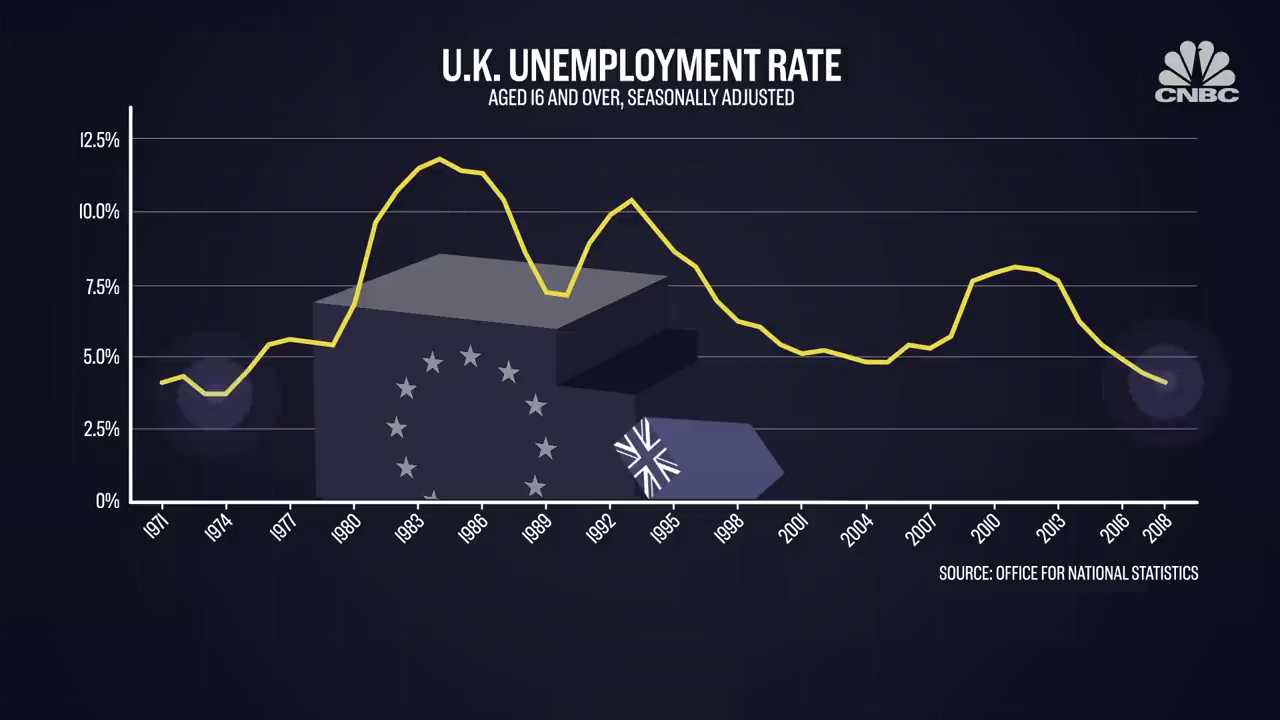 U.K. UNEMPLOYMENT RATE
AGED 16 AND OVER, SEASONALLY ADJUSTED
CNBC
12.5%
10.0%
7.5%
5.0%
2.5%
0%
1971 1974 1977 1980 1983 1986 1989 1992 1995 1998 2001 2004 2007 2010 2013 2016 2018
SOURCE: OFFICE FOR NATIONAL STATISTICS